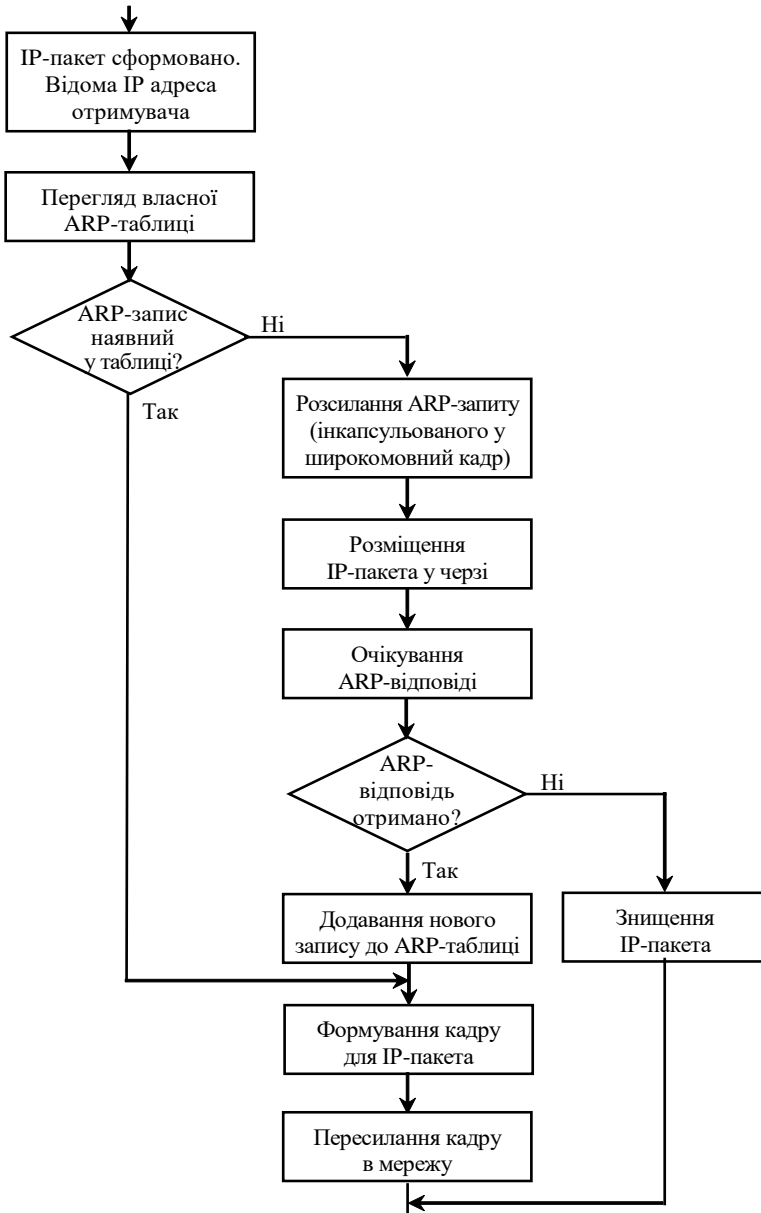 IP-пакет сформовано.
Відома IP адреса
отримувача
Перегляд власної
ARP-таблиці
ARP-запис
наявний
у таблиці?
Ні
Так
Розсилання ARP-запиту
(інкапсульованого у
широкомовний кадр)
Розміщення
IP-пакета у черзі
Очікування
ARP-відповіді
ARP-
відповідь
отримано?
Ні
Так
Додавання нового
запису до ARP-таблиці
Знищення
IP-пакета
Формування кадру
для IP-пакета
Пересилання кадру
в мережу